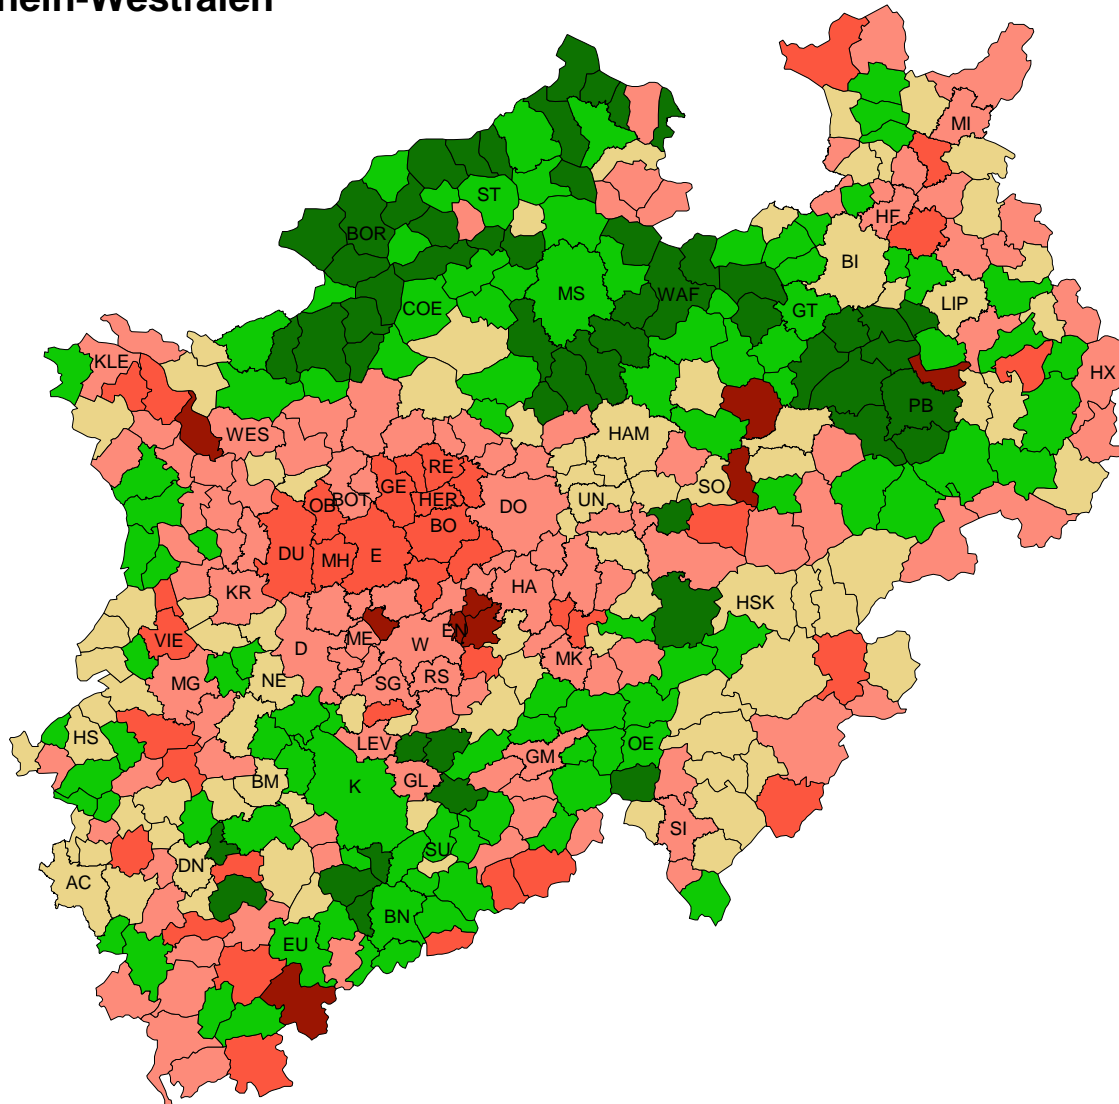 hein-Westfalen
MI
ST
HF
BOR
BI
MS
WAF
LIP
COE
GT
KLE
HX
PB
WES
HAM
RE
GE
SO
OB
BOT
HER
UN
DO
BO
DU
MH
E
HA
KR
HSK
EN
VIE
ME
W
D
MK
NE
MG
SG
RS
HS
LEV
OE
GM
BM
K
GL
SI
SU
DN
AC
BN
EU